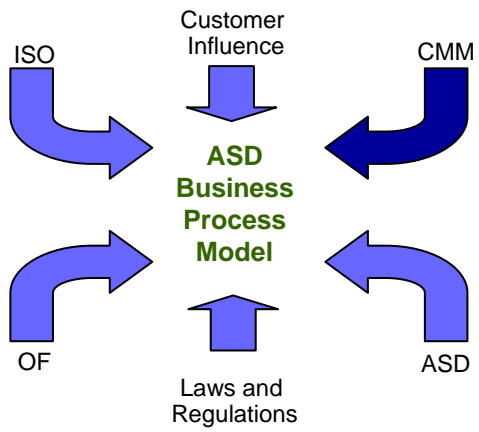 Customer
Influence
ISO
CMM
ASD
Business
Process
Model
OF
ASD
Laws and
Regulations